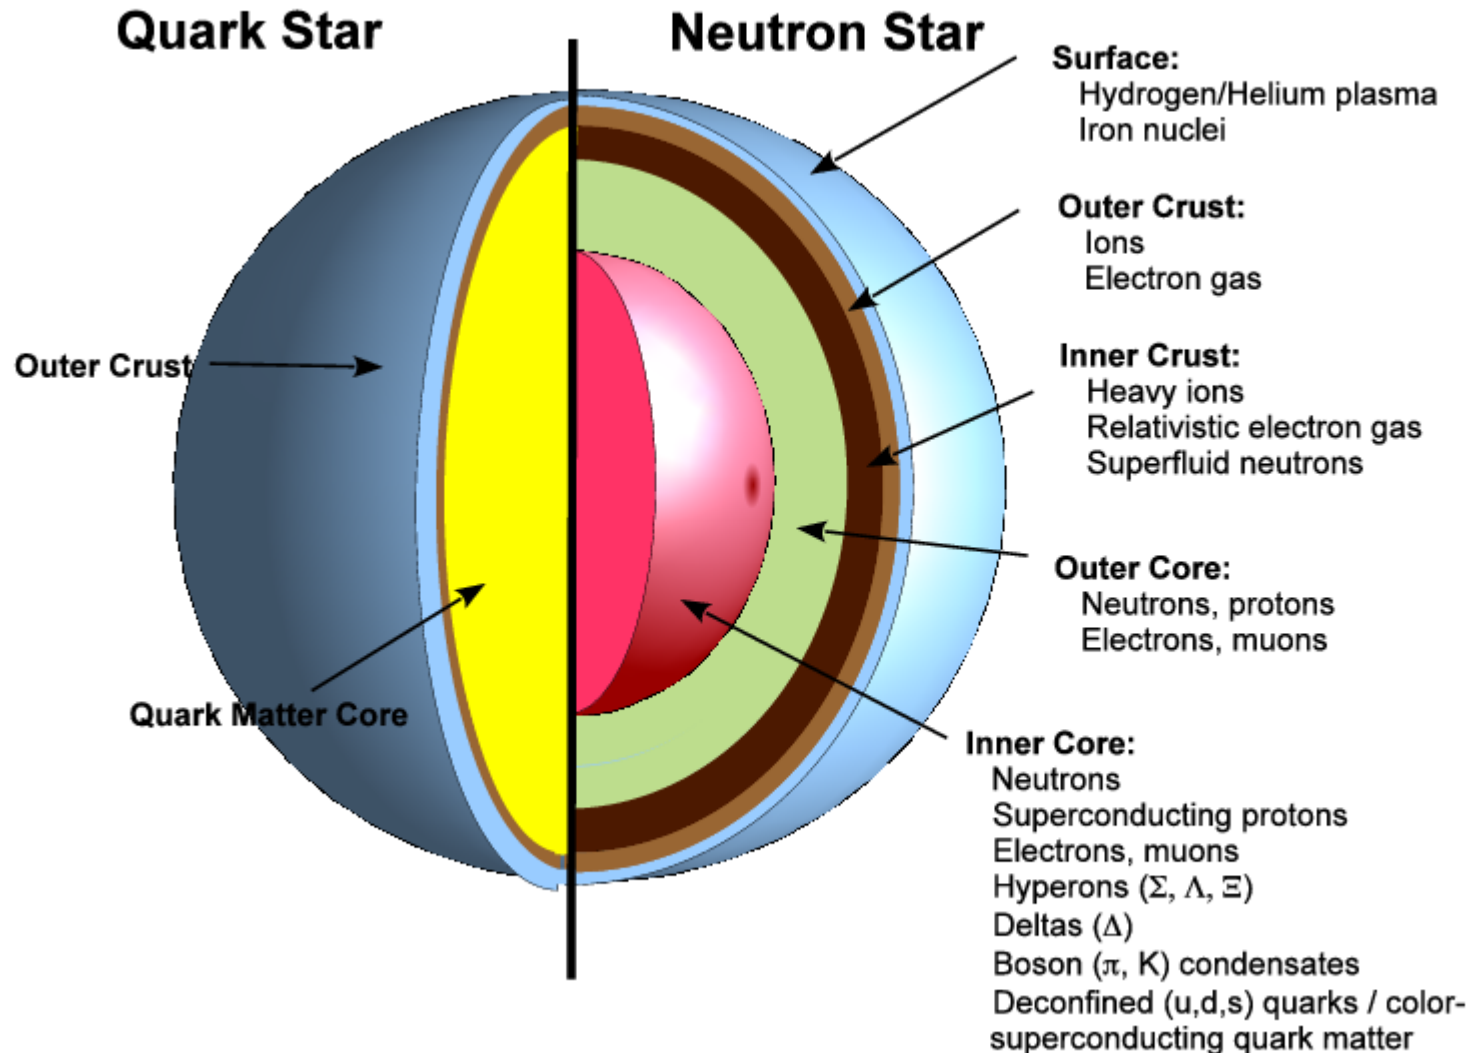 Quark Star
Neutron Star
Outer Crust
Quark Matter Core
Surface:
Hydrogen/Helium plasma
Iron nuclei
Outer Crust:
Ions
Electron gas
Inner Crust:
Heavy ions
Relativistic electron gas
Superfluid neutrons
Outer Core:
Neutrons, protons
Electrons, muons
Inner Core:
Neutrons
Superconducting protons
Electrons, muons
Hyperons (Σ, Λ, Ξ)
Deltas (Δ)
Boson (π, K) condensates
Deconfined (u,d,s) quarks / color-
superconducting quark matter